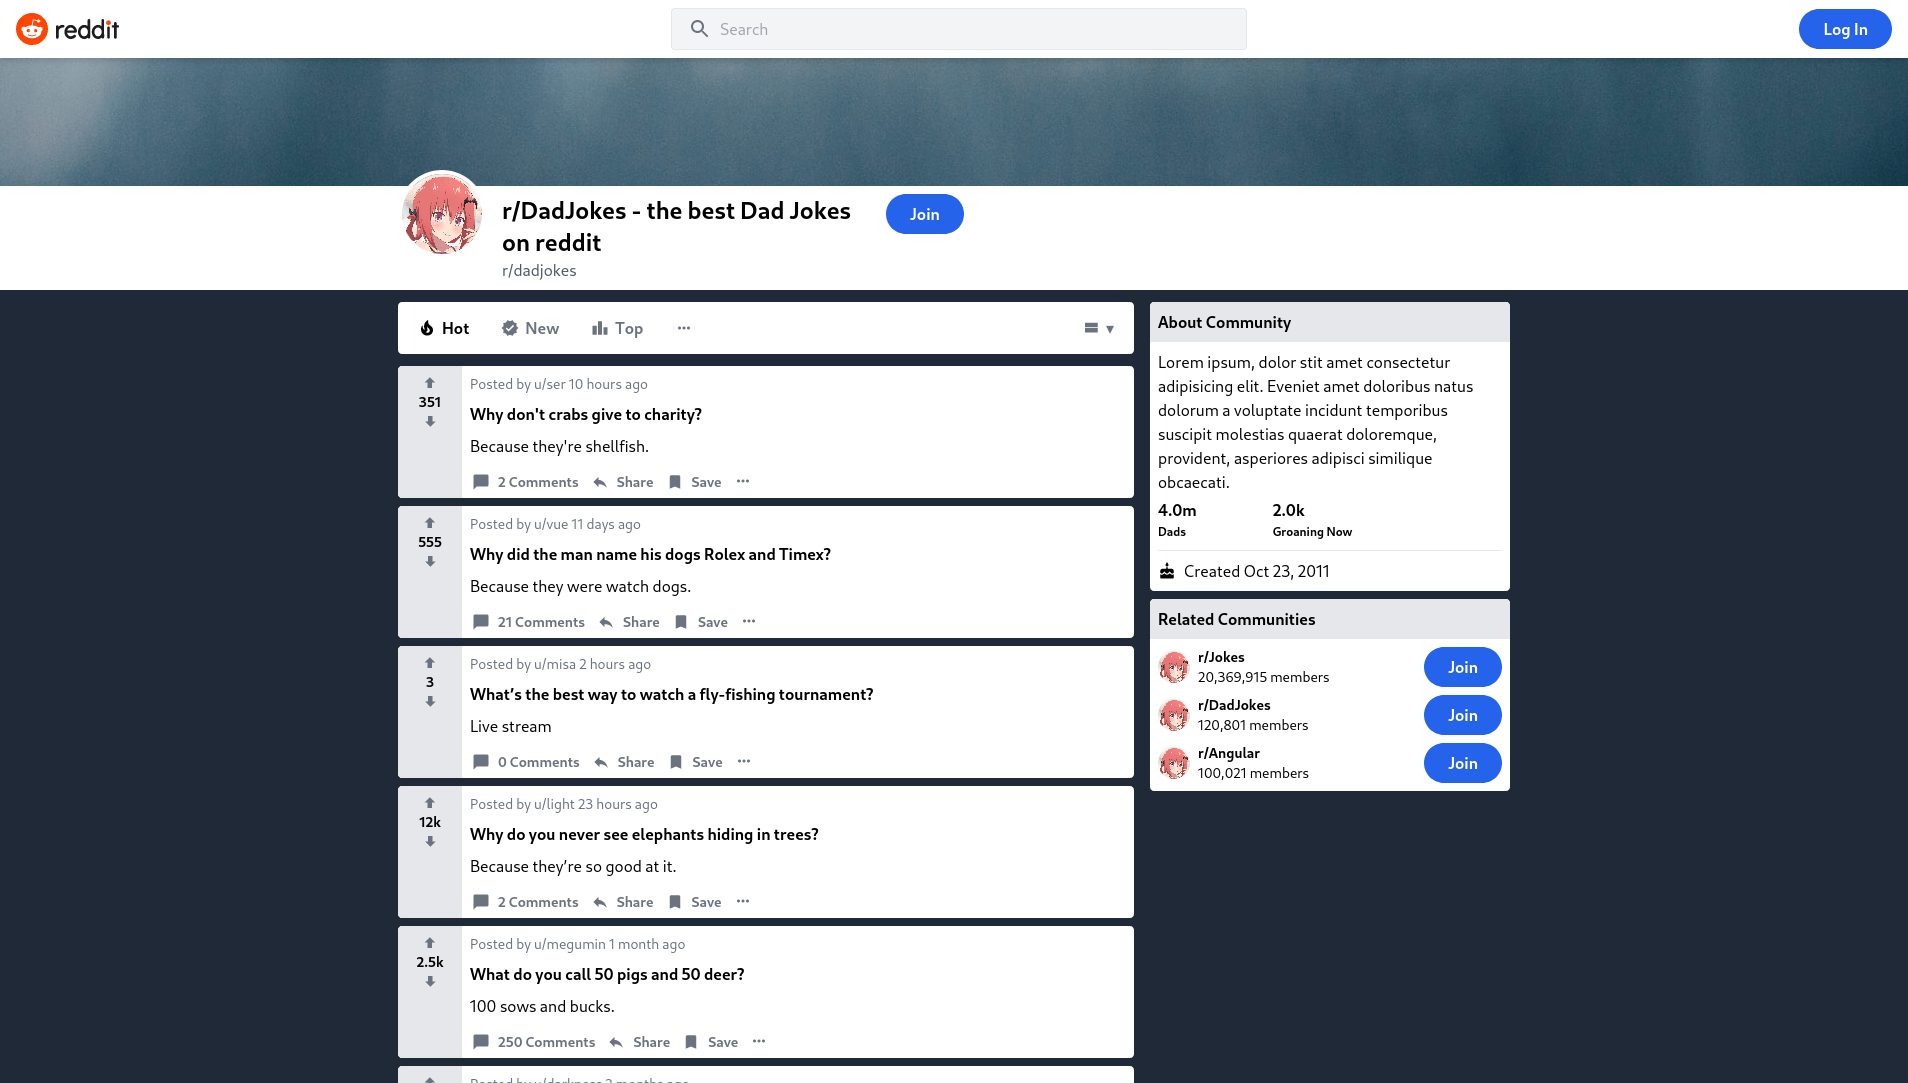 reddit
Search
Log In
r/DadJokes - the best Dad Jokes
on reddit
Join
r/dadjokes
Hot
New
Top
Posted by u/ser 10 hours ago
351
Why don't crabs give to charity?
Because they're shellfish.
2 Comments
Share
Save
Posted by u/vue 11 days ago
555
Why did the man name his dogs Rolex and Timex?
Because they were watch dogs.
21 Comments
Share
Save
Posted by u/misa 2 hours ago
3
What’s the best way to watch a fly-fishing tournament?
Live stream
0 Comments
Share
Save
Posted by u/light 23 hours ago
12k
Why do you never see elephants hiding in trees?
Because they’re so good at it.
2 Comments
Share
Save
Posted by u/megumin 1 month ago
2.5k
What do you call 50 pigs and 50 deer?
100 sows and bucks.
250 Comments
Share
Save
About Community
Lorem ipsum, dolor stit amet consectetur
adipisicing elit. Eveniet amet doloribus natus
dolorum a voluptate incidunt temporibus
suscipit molestias quaerat doloremque,
provident, asperiores adipisci similique
obcaecati.
4.0m
Dads
2.0k
Groaning Now
Created Oct 23, 2011
Related Communities
r/Jokes
20,369,915 members
Join
r/DadJokes
120,801 members
Join
r/Angular
100,021 members
Join